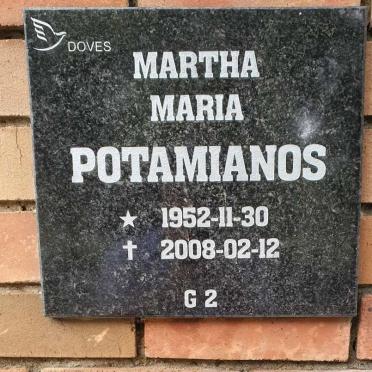 DOVES
MARTHA
MARIA
POTAMIANOS
★ 1952-11-30
✝ 2008-02-12
G 2